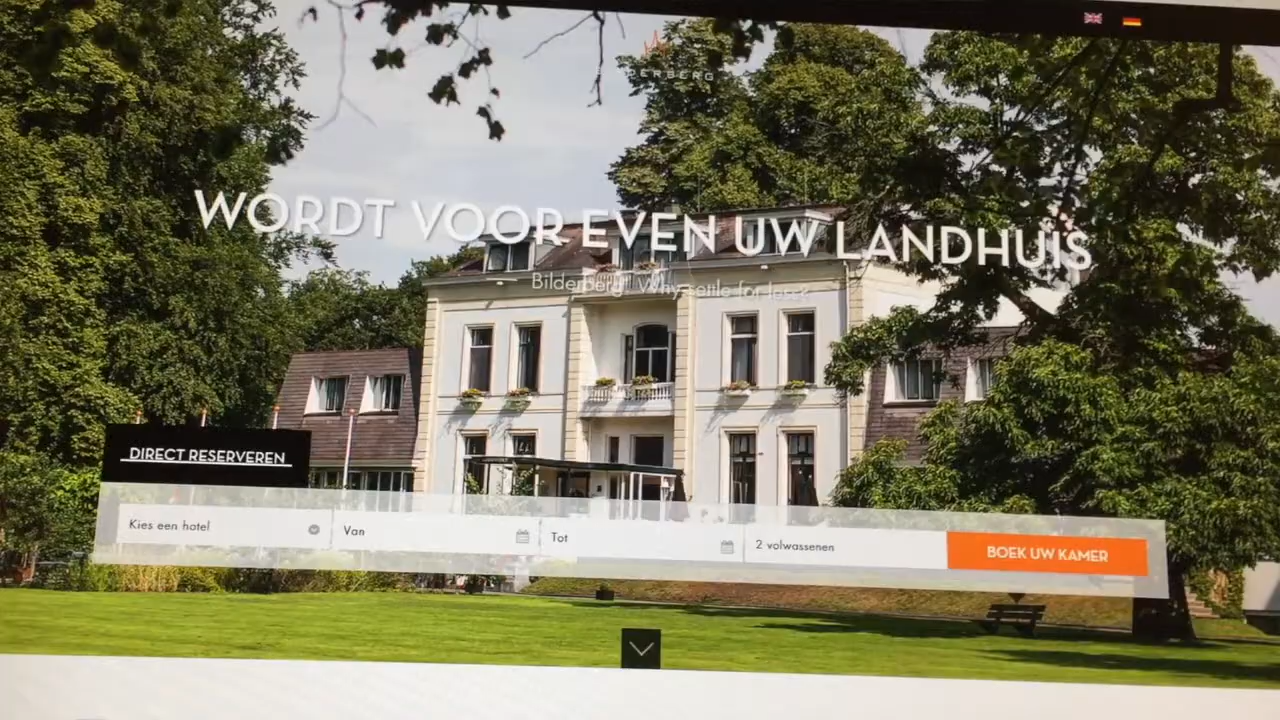 WORDT VOOR EVEN UW LANDHUIS
DIRECT RESERVEREN
Kies een hotel
Van
Tot
2 volwassenen
BOEK UW KAMER